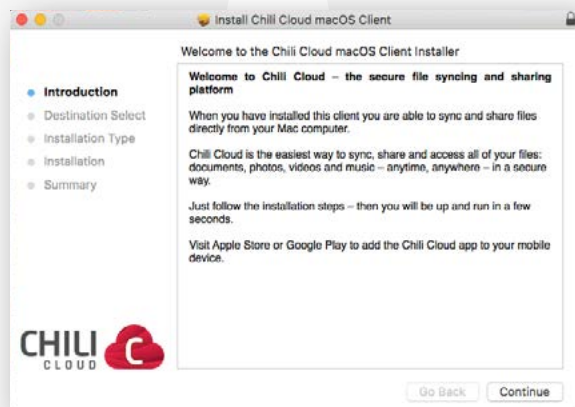 Install Chili Cloud macOS Client
Welcome to the Chili Cloud macOS Client Installer
Introduction
Destination Select
Installation Type
Installation
Summary
Welcome to Chili Cloud – the secure file syncing and sharing
platform
When you have installed this client you are able to sync and share files
directly from your Mac computer.
Chili Cloud is the easiest way to sync, share and access all of your files:
documents, photos, videos and music – anytime, anywhere – in a secure
way.
Just follow the installation steps – then you will be up and run in a few
seconds.
Visit Apple Store or Google Play to add the Chili Cloud app to your mobile
device.
CHILI
CLOUD
C
Go Back
Continue